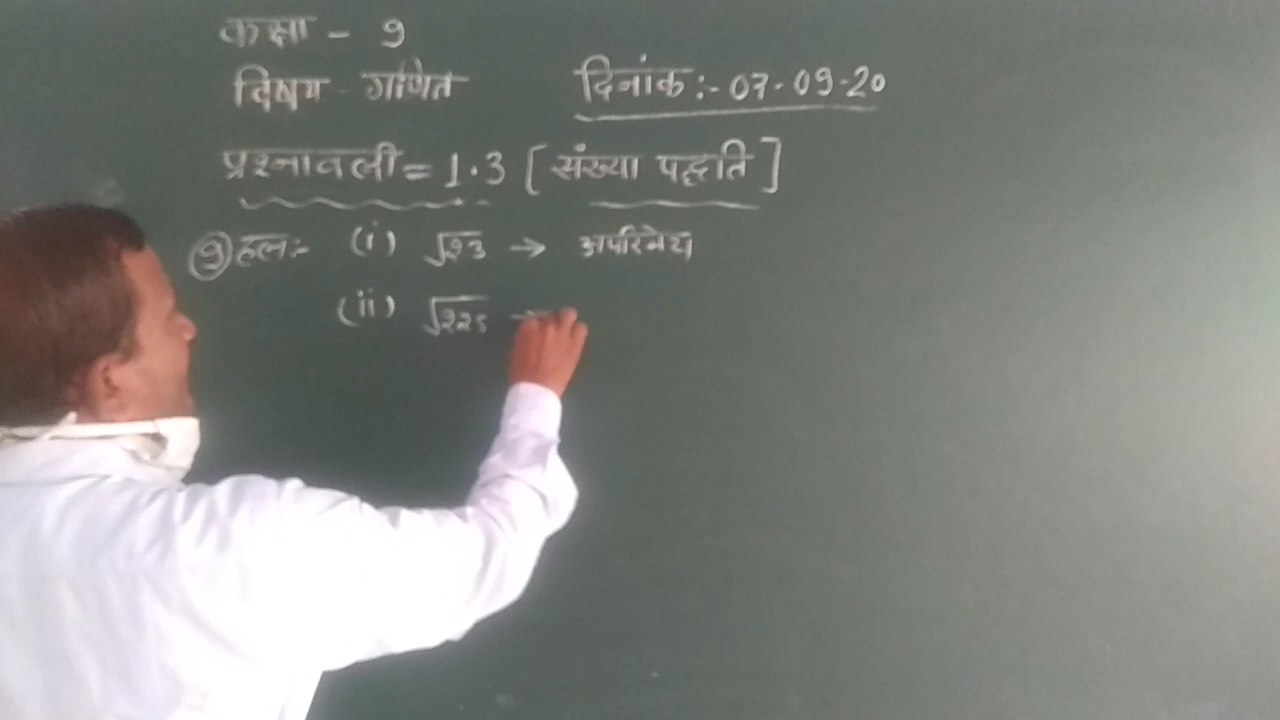 कक्षा - 9
विषय - गणित दिनांक:- 07-09-20
प्रश्नावली = 1.3 [संख्या पद्धति]
(9) हल:- (i) √23 → अपरिमेय
(ii) √225 →